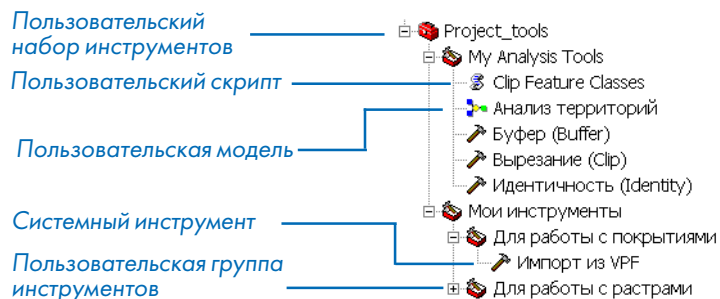 Пользовательский
набор инструментов
Пользовательский скрипт
Пользовательская модель
Системный инструмент
Пользовательская группа
инструментов
Project_tools
My Analysis Tools
Clip Feature Classes
Анализ территорий
Буфер (Buffer)
Вырезание (Clip)
Идентичность (Identity)
Мои инструменты
Для работы с покрытиями
Импорт из VPF
Для работы с растрами